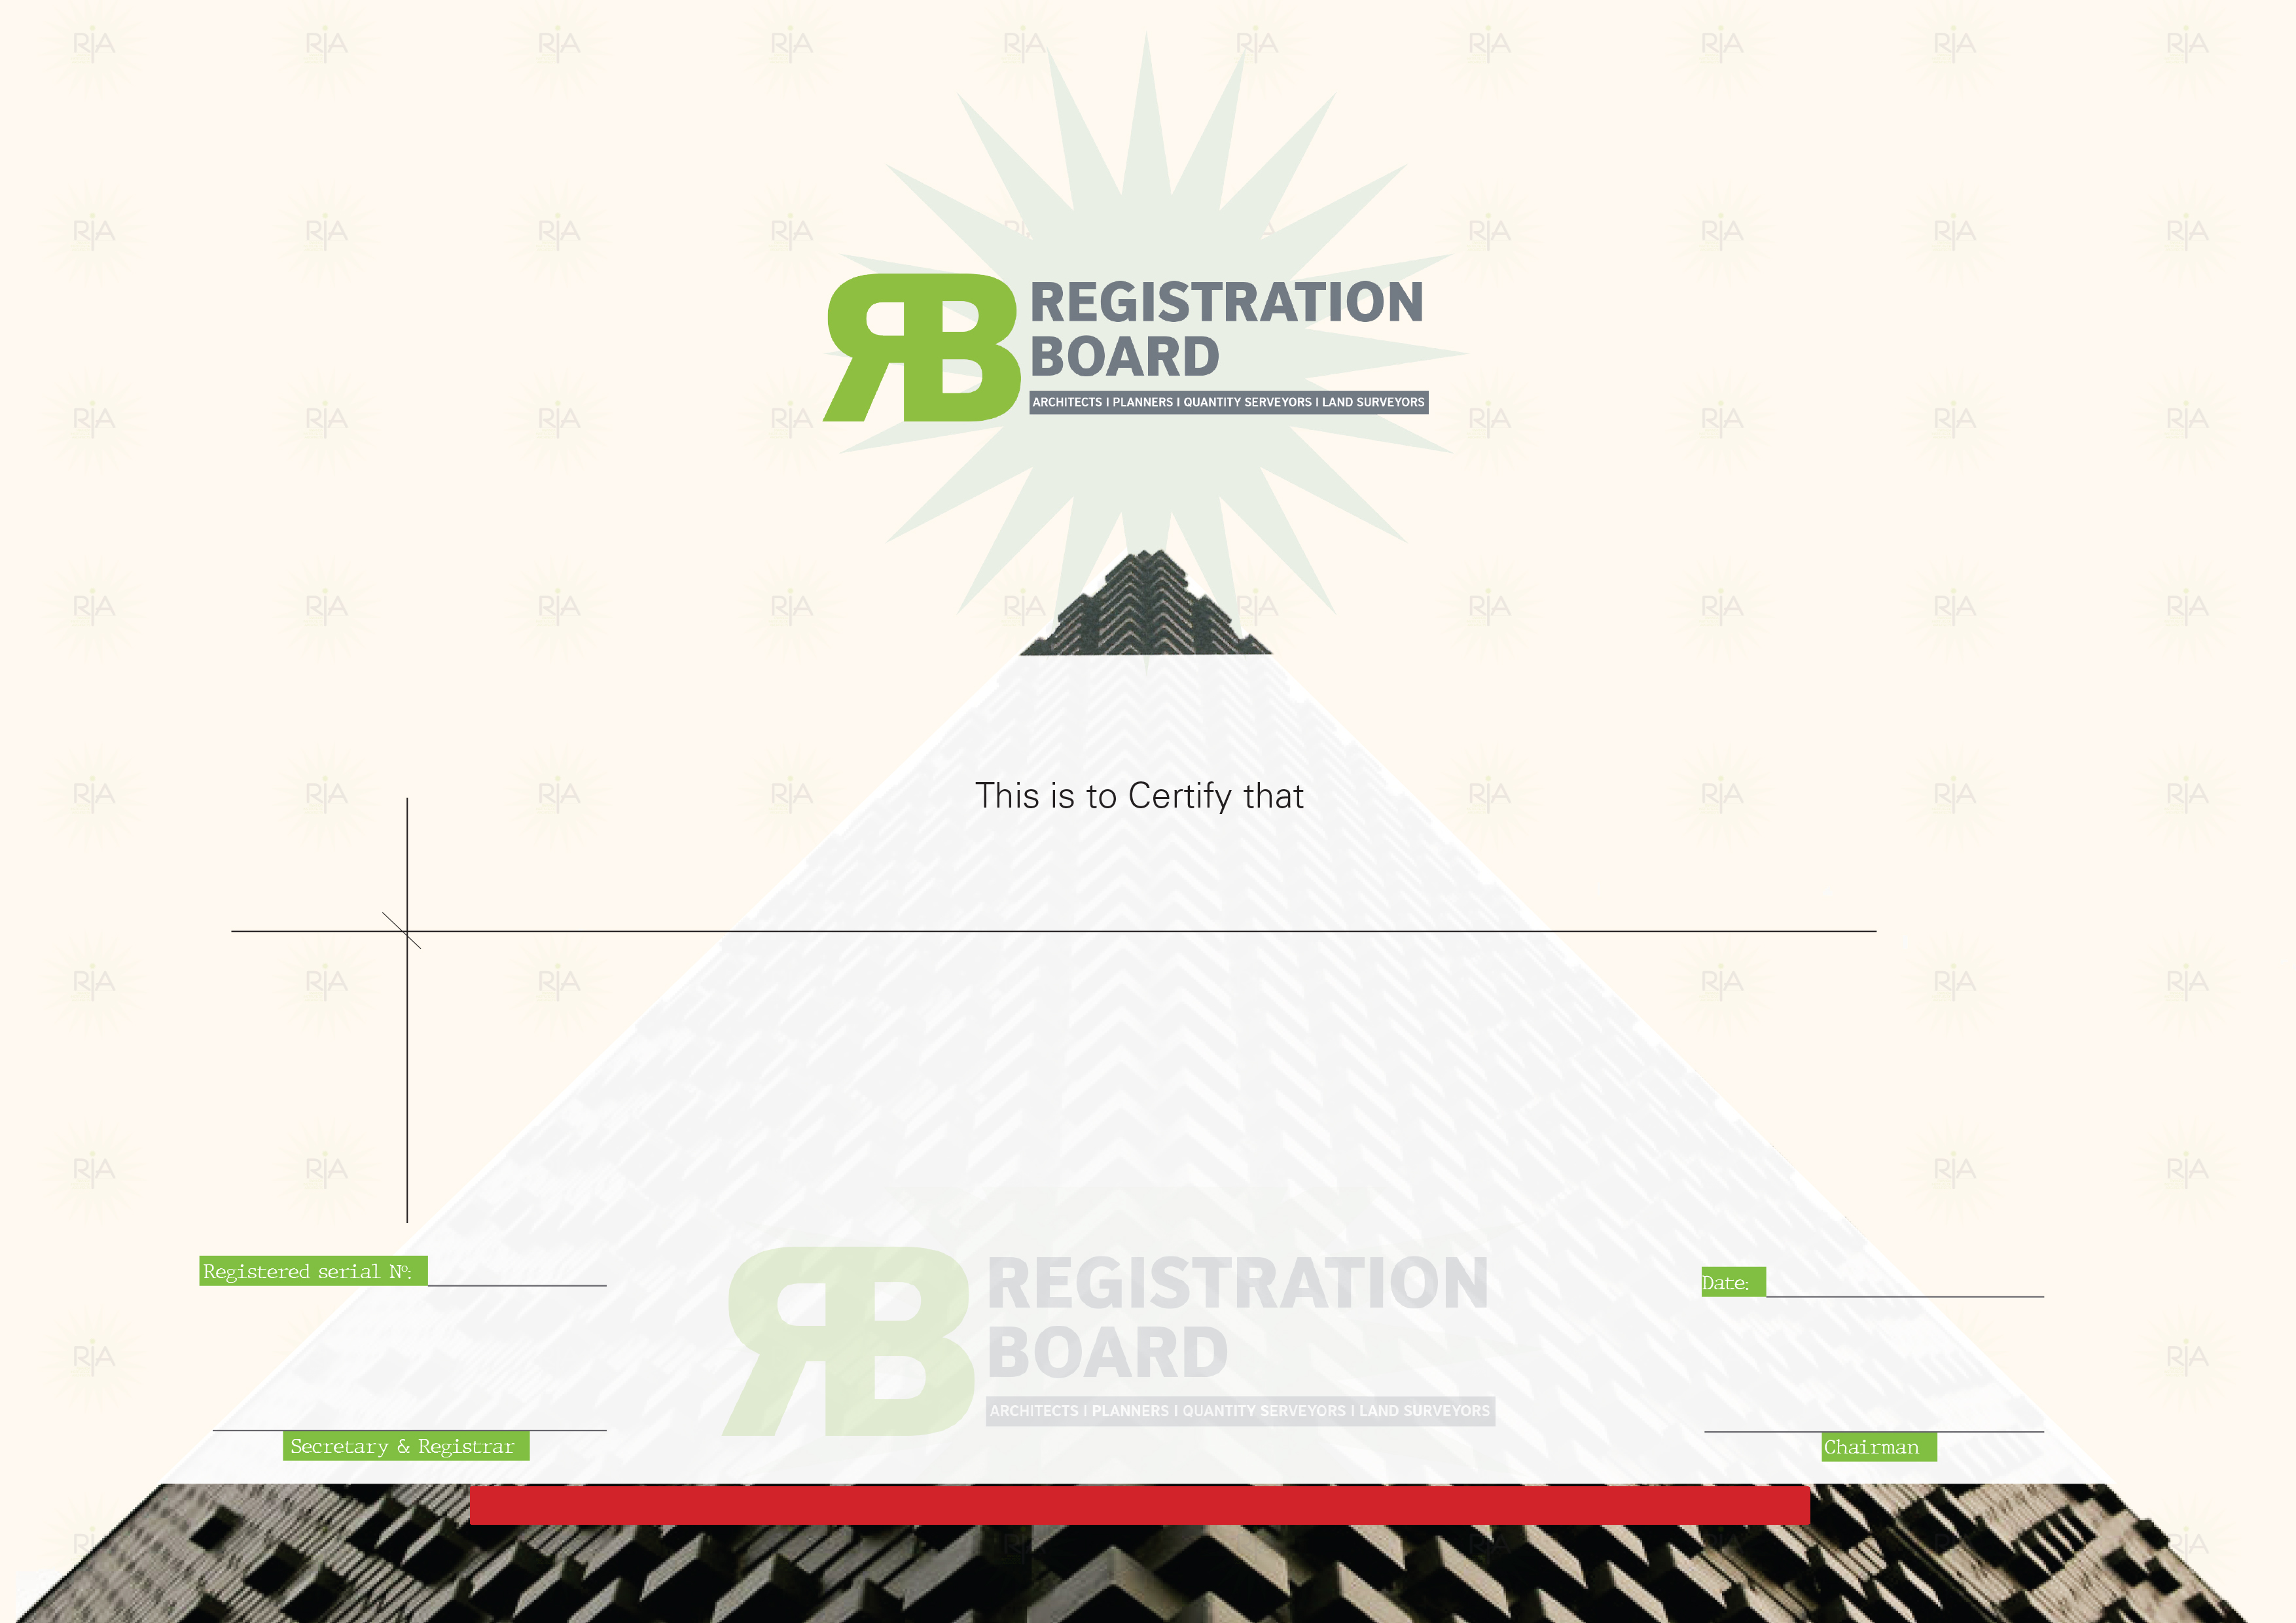 RB REGISTRATION
BOARD
ARCHITECTS I PLANNERS I QUANTITY SERVEYORS I LAND SURVEYORS
This is to Certify that
Registered serial Nº:
Date:
RB REGISTRATION
BOARD
ARCHITECTS I PLANNERS I QUANTITY SERVEYORS I LAND SURVEYORS
Secretary & Registrar
Chairman
RIA